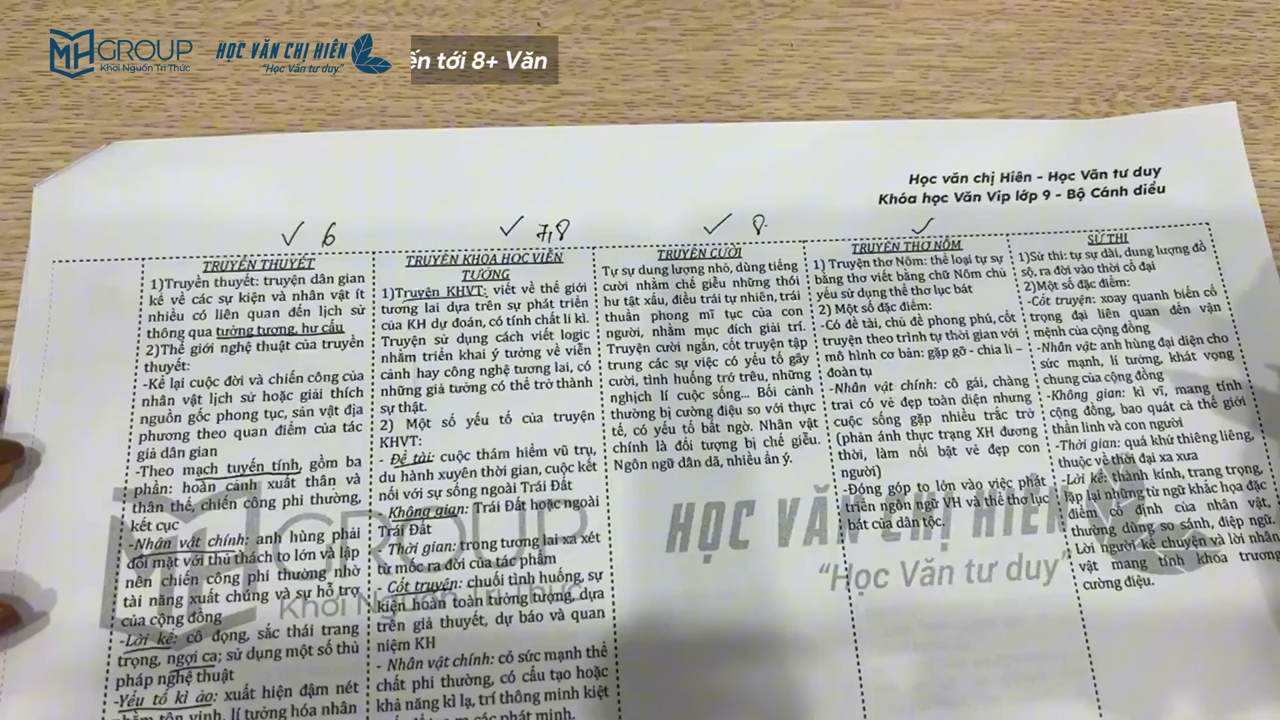 MH GROUP
Khơi Nguồn Tri Thức
HỌC VĂN CHỊ HIÊN
“Học Văn tư duy”
ến tới 8+ Văn
Học văn chị Hiên - Học Văn tư duy
Khóa học Văn Vip lớp 9 - Bộ Cánh diều
6
7,8
8
TRUYỀN THUYẾT
1)Truyền thuyết: truyện dân gian
kể về các sự kiện và nhân vật ít
nhiều có liên quan đến lịch sử
thông qua tưởng tượng, hư cấu
2)Thế giới nghệ thuật của truyền
thuyết:
-Kể lại cuộc đời và chiến công của
nhân vật lịch sử hoặc giải thích
nguồn gốc phong tục, sản vật địa
phương theo quan điểm của tác
giả dân gian
-Theo mạch tuyến tính, gồm ba
phần: hoàn cảnh xuất thân và
thân thế, chiến công phi thường,
kết cục
-Nhân vật chính: anh hùng phải
đối mặt với thử thách to lớn và lập
nên chiến công phi thường nhờ
tài năng xuất chúng và sự hỗ trợ
của cộng đồng
-Lời kể: cô đọng, sắc thái trang
trọng, ngợi ca; sử dụng một số thủ
pháp nghệ thuật
-Yếu tố kì ảo: xuất hiện đậm nét
nhằm tôn vinh, lí tưởng hóa nhân
TRUYỆN KHOA HỌC VIỄN
TƯỞNG
1)Truyện KHVT: viết về thế giới
tương lai dựa trên sự phát triển
của KH dự đoán, có tính chất li kì.
Truyện sử dụng cách viết logic
nhằm triển khai ý tưởng về viễn
cảnh hay công nghệ tương lai, có
những giả tưởng có thể trở thành
sự thật.
2) Một số yếu tố của truyện
KHVT:
- Đề tài: cuộc thám hiểm vũ trụ,
du hành xuyên thời gian, cuộc kết
nối với sự sống ngoài Trái Đất
- Không gian: Trái Đất hoặc ngoài
Trái Đất
- Thời gian: trong tương lai xa xét
từ mốc ra đời của tác phẩm
- Cốt truyện: chuỗi tình huống, sự
kiện hoàn toàn tưởng tượng, dựa
trên giả thuyết, dự báo và quan
niệm KH
- Nhân vật chính: có sức mạnh thể
chất phi thường, có cấu tạo hoặc
khả năng kì lạ, trí thông minh kiệt
các phát minh.
TRUYỆN CƯỜI
Tự sự dung lượng nhỏ, dùng tiếng
cười nhằm chế giễu những thói
hư tật xấu, điều trái tự nhiên, trái
thuần phong mĩ tục của con
người, nhằm mục đích giải trí.
Truyện cười ngắn, cốt truyện tập
trung các sự việc có yếu tố gây
cười, tình huống trớ trêu, những
nghịch lí cuộc sống... Bối cảnh
thường bị cường điệu so với thực
tế, có yếu tố bất ngờ. Nhân vật
chính là đối tượng bị chế giễu.
Ngôn ngữ dân dã, nhiều ẩn ý.
TRUYỆN THƠ NÔM
1) Truyện thơ Nôm: thể loại tự sự
bằng thơ viết bằng chữ Nôm chủ
yếu sử dụng thể thơ lục bát
2) Một số đặc điểm:
-Có đề tài, chủ đề phong phú, cốt
truyện theo trình tự thời gian với
mô hình cơ bản: gặp gỡ - chia li –
đoàn tụ
-Nhân vật chính: cô gái, chàng
trai có vẻ đẹp toàn diện nhưng
cuộc sống gặp nhiều trắc trở
(phản ánh thực trạng XH đương
thời, làm nổi bật vẻ đẹp con
người)
-Đóng góp to lớn vào việc phát
triển ngôn ngữ VH và thể thơ lục
bát của dân tộc.
SỬ THI
1)Sử thi: tự sự dài, dung lượng đồ
sộ, ra đời vào thời cổ đại
2)Một số đặc điểm:
-Cốt truyện: xoay quanh biến cố
trọng đại liên quan đến vận
mệnh của cộng đồng
-Nhân vật: anh hùng đại diện cho
sức mạnh, lí tưởng, khát vọng
chung của cộng đồng
-Không gian: kì vĩ, mang tính
cộng đồng, bao quát cả thế giới
thần linh và con người
-Thời gian: quá khứ thiêng liêng,
thuộc về thời đại xa xưa
-Lời kể: thành kính, trang trọng,
lặp lại những từ ngữ khắc họa đặc
điểm cố định của nhân vật,
thường dùng so sánh, điệp ngữ,
Lời người kể chuyện và lời nhân
vật mang tính khoa trương
cường điệu.
MH GROUP
Khơi Nguồn Tri Thức
HỌC VĂN CHỊ HIÊN
“Học Văn tư duy”